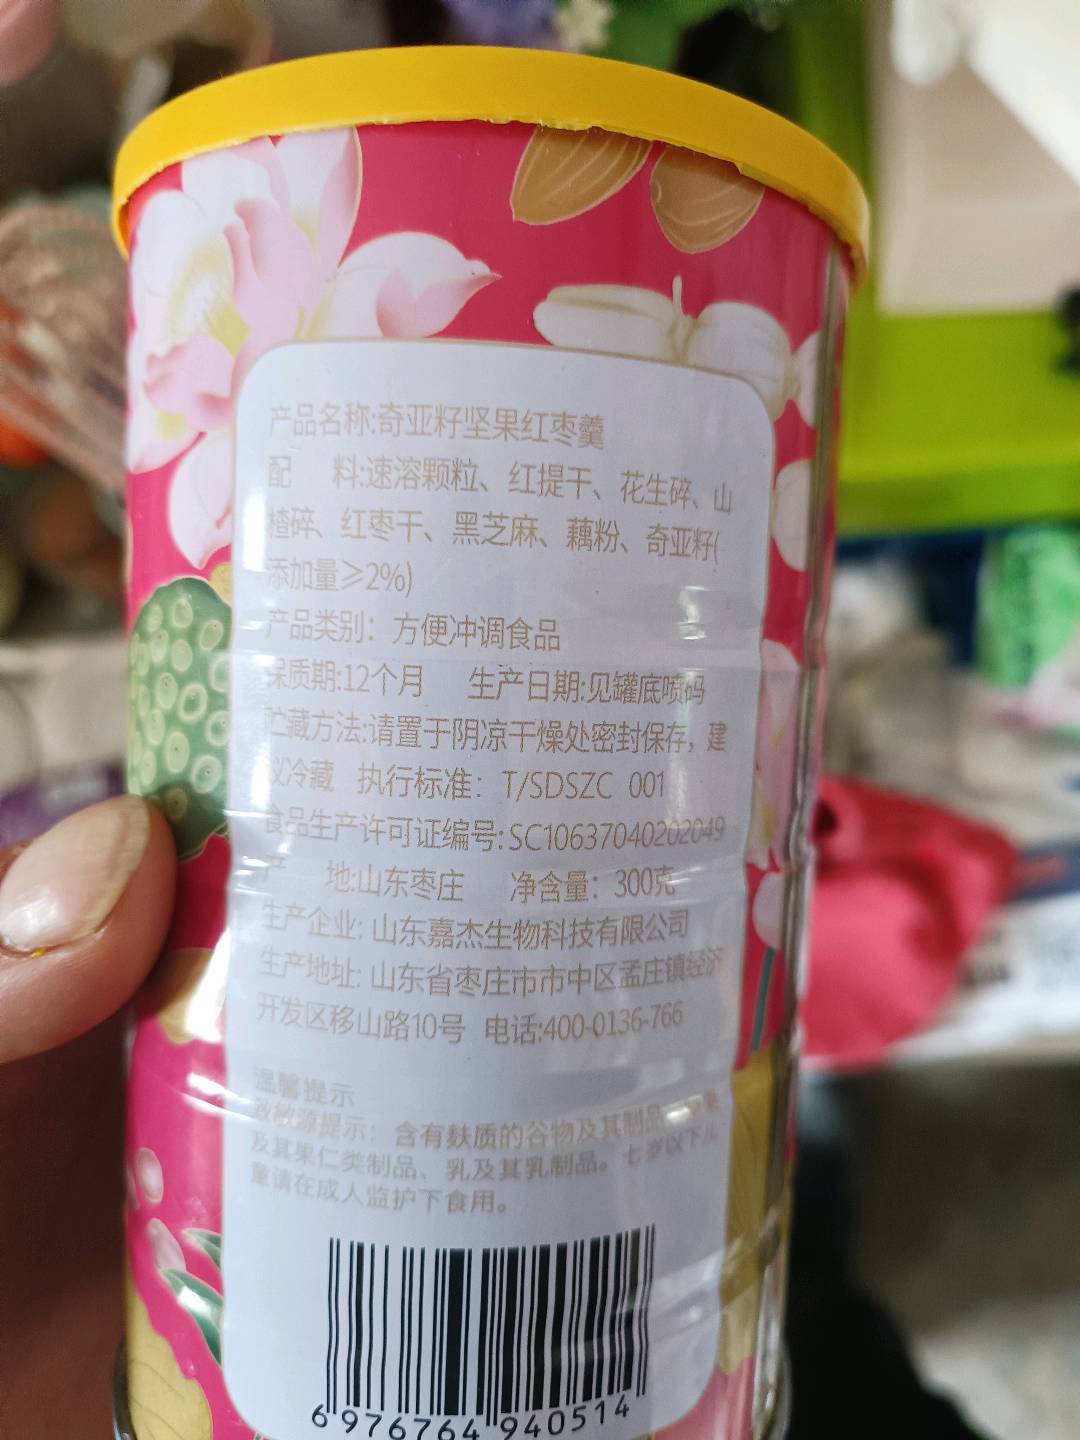 产品名称:奇亚籽坚果红枣羹
配 料:速溶颗粒、红提干、花生碎、山
楂碎、红枣干、黑芝麻、藕粉、奇亚籽(
添加量≥2%)
产品类别: 方便冲调食品
保质期:12个月 生产日期:见罐底喷码
贮藏方法:请置于阴凉干燥处密封保存,建
议冷藏 执行标准: T/SDSZC 001
食品生产许可证编号:SC10637040202049
产 地:山东枣庄 净含量: 300克
生产企业: 山东嘉杰生物科技有限公司
生产地址: 山东省枣庄市市中区孟庄镇经济
开发区移山路10号 电话:400-0136-766
温馨提示
致敏源提示: 含有麸质的谷物及其制品
及其果仁类制品、乳及其乳制品。七岁以下儿
童请在成人监护下食用。
6 976764 940514